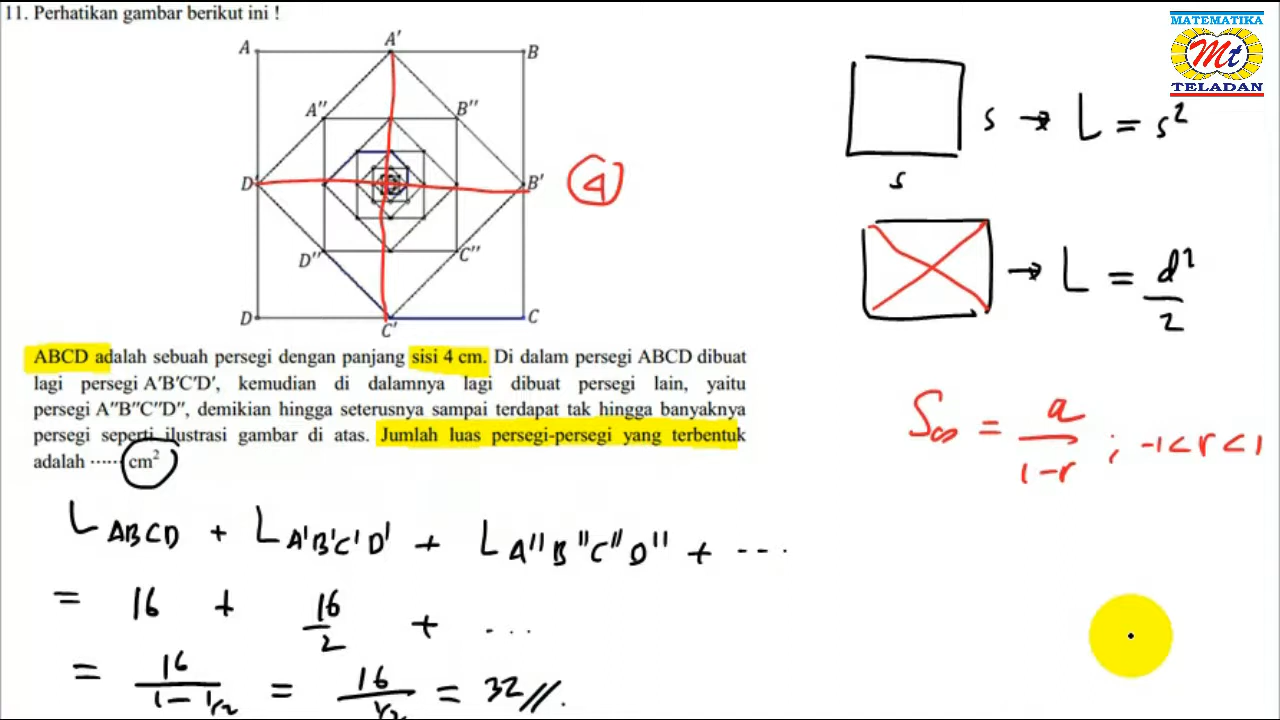 11. Perhatikan gambar berikut ini !
MATEMATIKA
Mt
TELADAN
A A' B
A'' B''
D' B' 4
D'' C''
D C' C
s → L = s²
s
→ L = d²/2
ABCD adalah sebuah persegi dengan panjang sisi 4 cm. Di dalam persegi ABCD dibuat
lagi persegi A'B'C'D', kemudian di dalamnya lagi dibuat persegi lain, yaitu
persegi A''B''C''D'', demikian hingga seterusnya sampai terdapat tak hingga banyaknya
persegi seperti ilustrasi gambar di atas. Jumlah luas persegi-persegi yang terbentuk
adalah ...... cm²
S∞ = a/(1-r) ; -1<r<1
L ABCD + L A'B'C'D' + L A''B''C''D'' + ...
= 16 + 16/2 + ...
= 16/(1-1/2) = 16/(1/2) = 32 //.